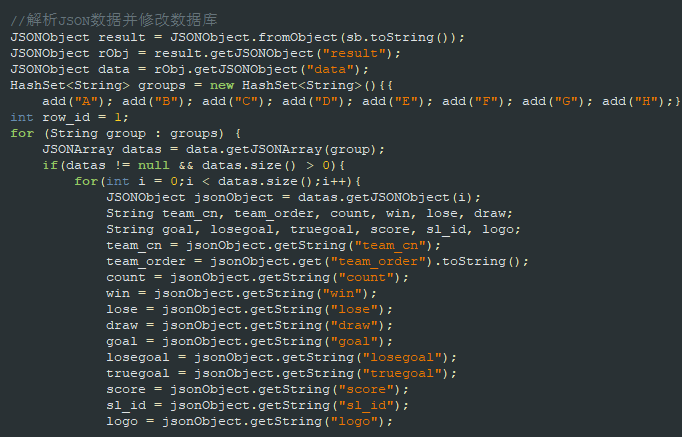 //解析JSON数据并修改数据库
JSONObject result = JSONObject.fromObject(sb.toString());
JSONObject rObj = result.getJSONObject("result");
JSONObject data = rObj.getJSONObject("data");
HashSet<String> groups = new HashSet<String>(){{
    add("A"); add("B"); add("C"); add("D"); add("E"); add("F"); add("G"); add("H");}
int row_id = 1;
for (String group : groups) {
    JSONArray datas = data.getJSONArray(group);
    if(datas != null && datas.size() > 0){
        for(int i = 0;i < datas.size();i++){
            JSONObject jsonObject = datas.getJSONObject(i);
            String team_cn, team_order, count, win, lose, draw;
            String goal, losegoal, truegoal, score, sl_id, logo;
            team_cn = jsonObject.getString("team_cn");
            team_order = jsonObject.get("team_order").toString();
            count = jsonObject.getString("count");
            win = jsonObject.getString("win");
            lose = jsonObject.getString("lose");
            draw = jsonObject.getString("draw");
            goal = jsonObject.getString("goal");
            losegoal = jsonObject.getString("losegoal");
            truegoal = jsonObject.getString("truegoal");
            score = jsonObject.getString("score");
            sl_id = jsonObject.getString("sl_id");
            logo = jsonObject.getString("logo");